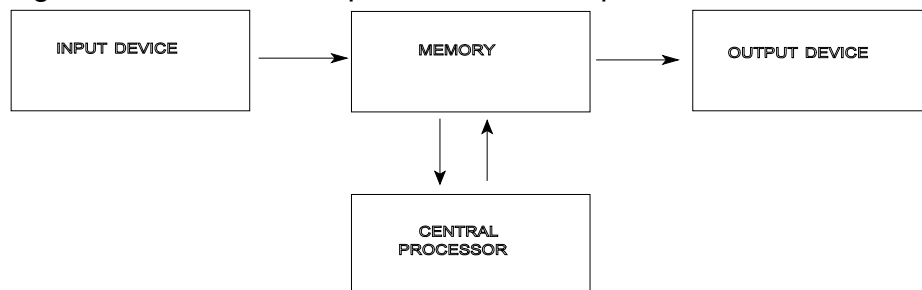 INPUT DEVICE
MEMORY
OUTPUT DEVICE
CENTRAL
PROCESSOR